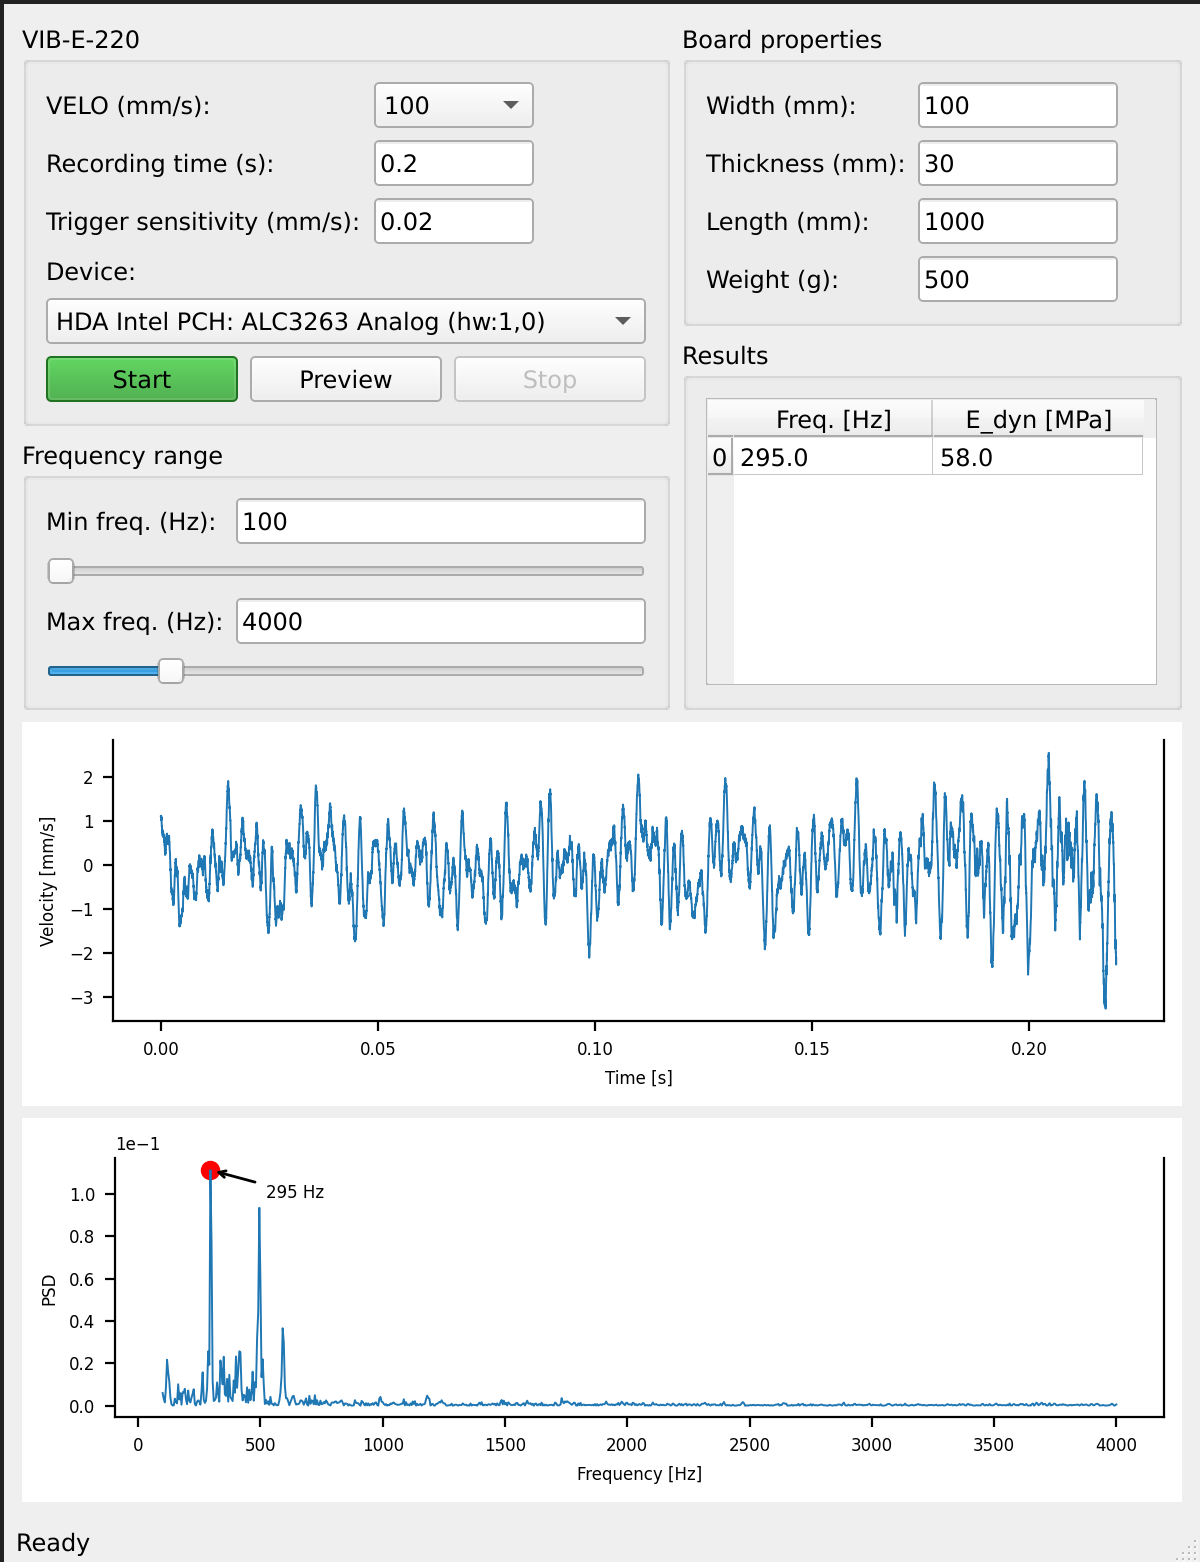 VIB-E-220
VELO (mm/s): 100
Recording time (s): 0.2
Trigger sensitivity (mm/s): 0.02
Device:
HDA Intel PCH: ALC3263 Analog (hw:1,0)
Start Preview Stop
Frequency range
Min freq. (Hz): 100
Max freq. (Hz): 4000
Board properties
Width (mm): 100
Thickness (mm): 30
Length (mm): 1000
Weight (g): 500
Results
Freq. [Hz] E_dyn [MPa]
0 295.0 58.0
Velocity [mm/s]
2
1
0
−1
−2
−3
0.00 0.05 0.10 0.15 0.20
Time [s]
1e−1
295 Hz
PSD
1.0
0.8
0.6
0.4
0.2
0.0
0 500 1000 1500 2000 2500 3000 3500 4000
Frequency [Hz]
Ready